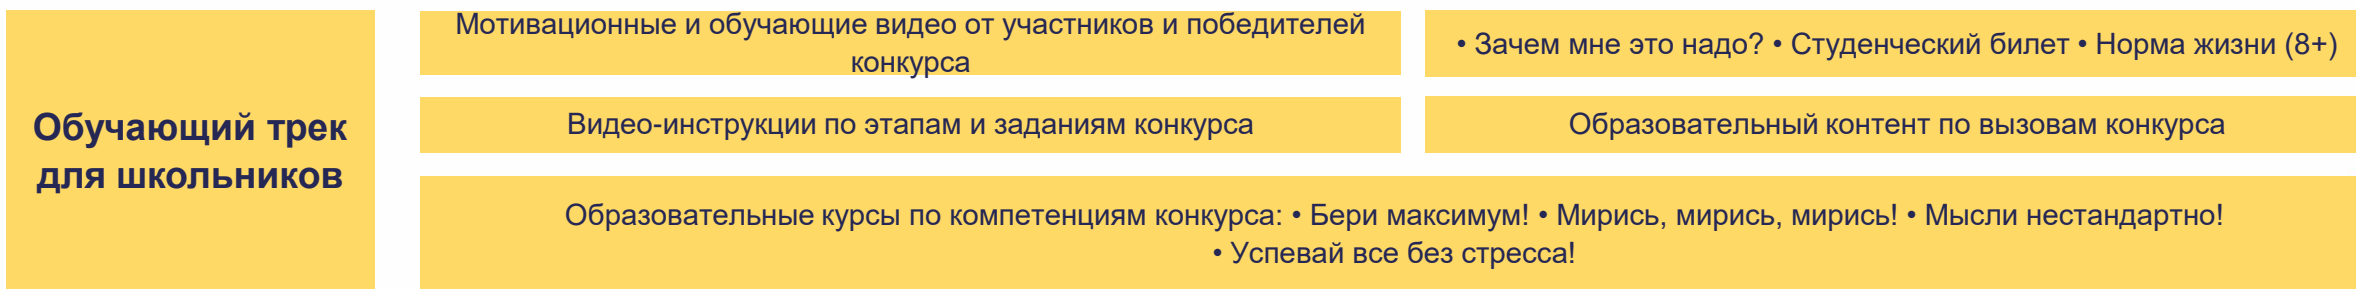 Обучающий трек
для школьников
Мотивационные и обучающие видео от участников и победителей
конкурса
• Зачем мне это надо? • Студенческий билет • Норма жизни (8+)
Видео-инструкции по этапам и заданиям конкурса
Образовательный контент по вызовам конкурса
Образовательные курсы по компетенциям конкурса: • Бери максимум! • Мирись, мирись, мирись! • Мысли нестандартно!
• Успевай все без стресса!